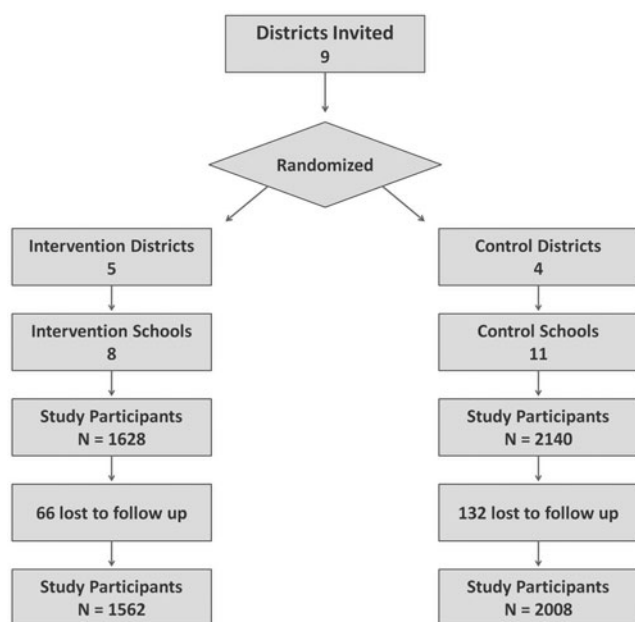 Districts Invited
9
Randomized
Intervention Districts
5
Control Districts
4
Intervention Schools
8
Control Schools
11
Study Participants
N = 1628
Study Participants
N = 2140
66 lost to follow up
132 lost to follow up
Study Participants
N = 1562
Study Participants
N = 2008